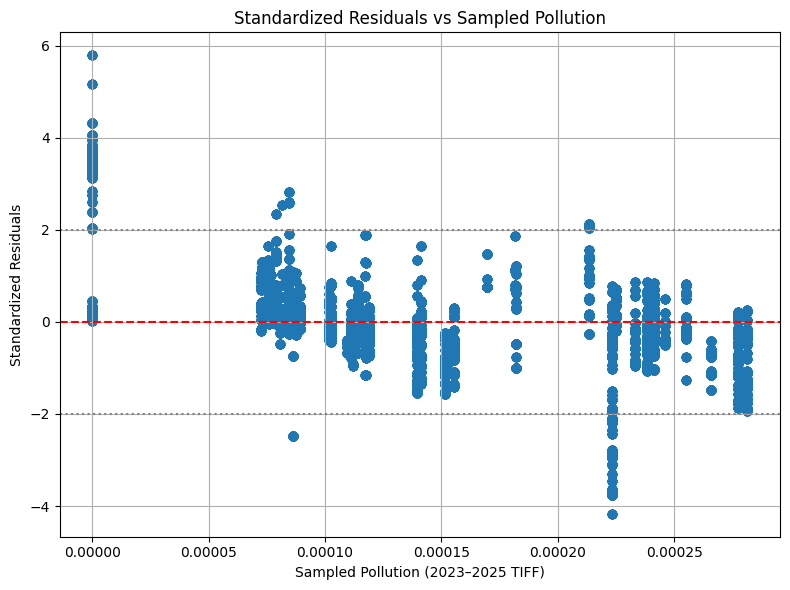 Standardized Residuals vs Sampled Pollution
Standardized Residuals
6
4
2
0
−2
−4
0.00000 0.00005 0.00010 0.00015 0.00020 0.00025
Sampled Pollution (2023–2025 TIFF)